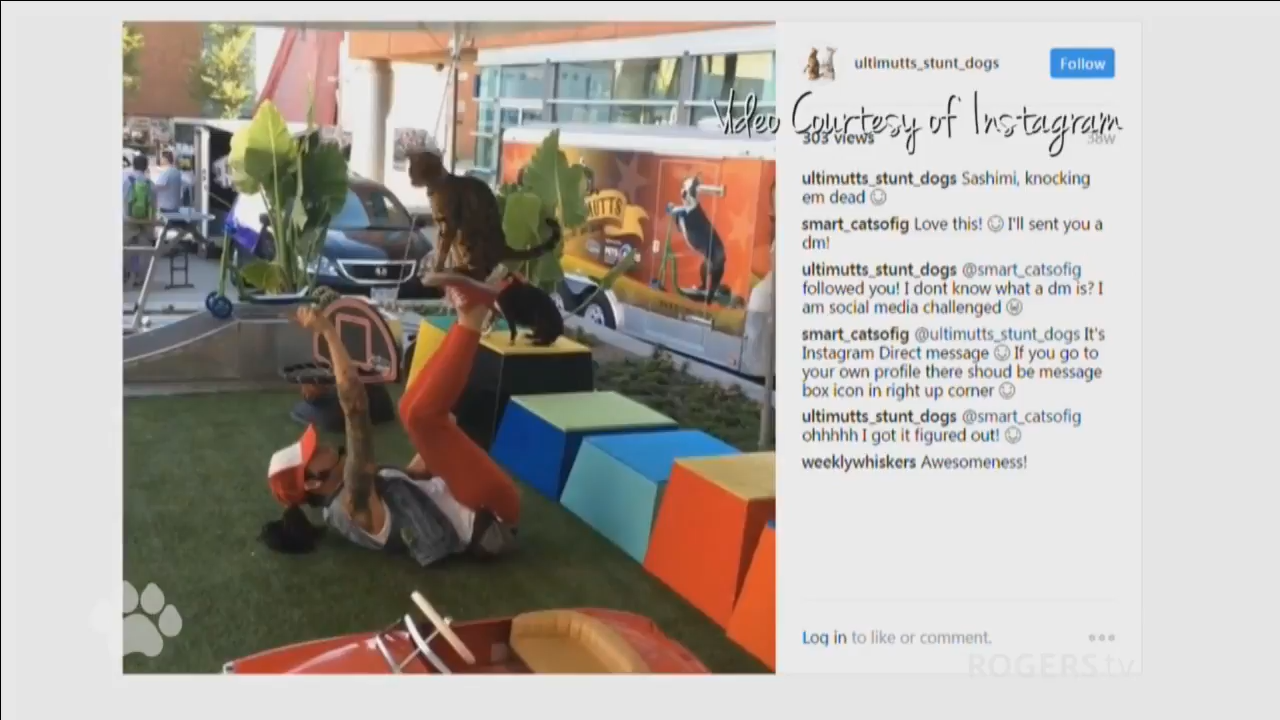 ultimutts_stunt_dogs
Follow
Video Courtesy of Instagram
303 views
38w
ultimutts_stunt_dogs Sashimi, knocking
em dead
smart_catsofig Love this! I'll sent you a
dm!
ultimutts_stunt_dogs @smart_catsofig
followed you! I dont know what a dm is? I
am social media challenged
smart_catsofig @ultimutts_stunt_dogs It's
Instagram Direct message If you go to
your own profile there shoud be message
box icon in right up corner
ultimutts_stunt_dogs @smart_catsofig
ohhhhh I got it figured out!
weeklywhiskers Awesomeness!
Log in to like or comment.
ROGERS tv
MUTTS